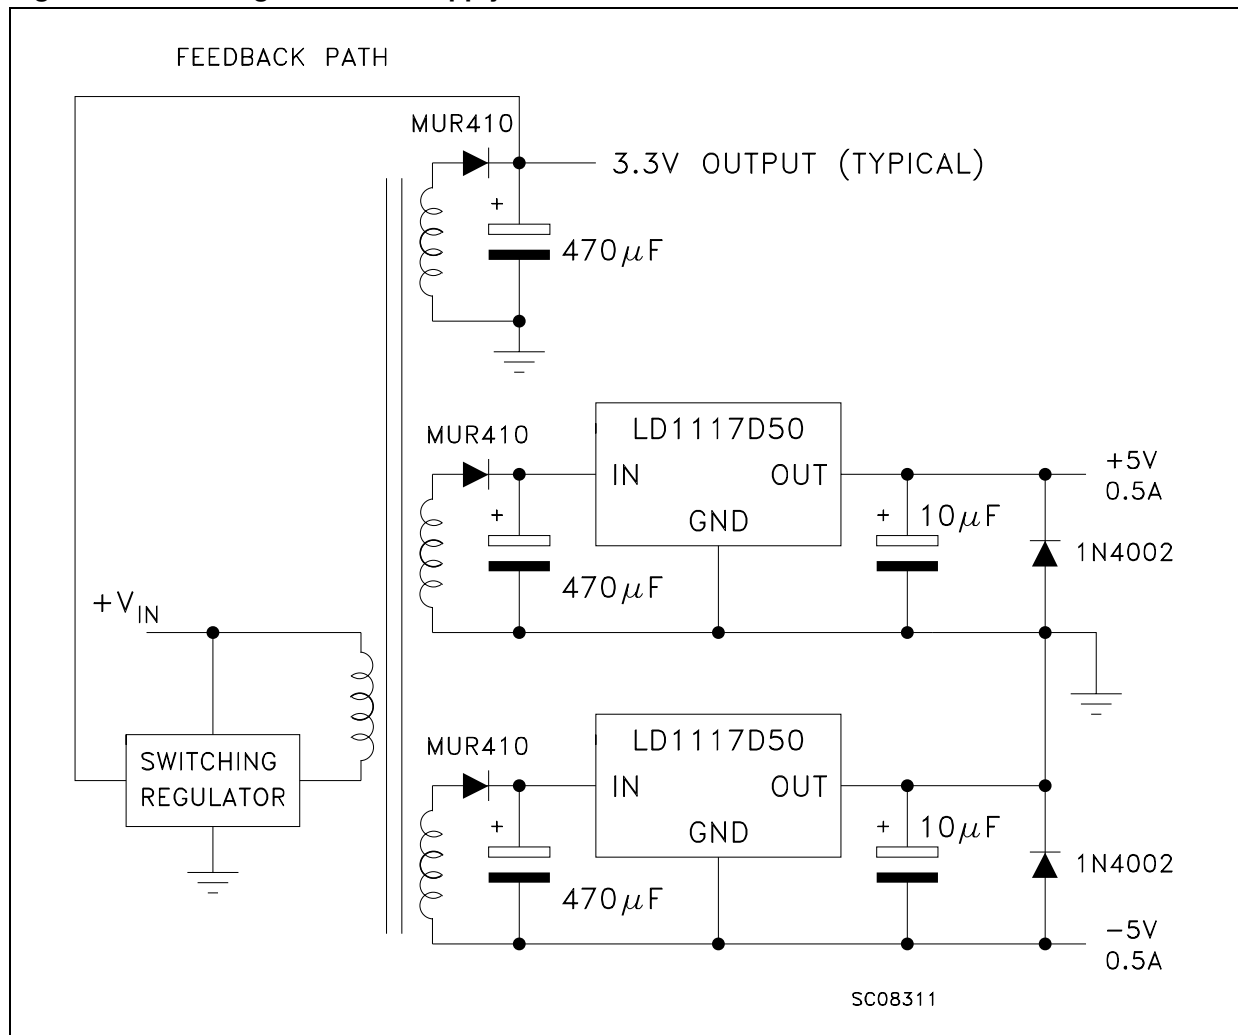 FEEDBACK PATH
MUR410
3.3V OUTPUT (TYPICAL)
+
470μF
MUR410
LD1117D50
IN OUT
GND
+
470μF
+
10μF
+5V
0.5A
1N4002
+VIN
SWITCHING
REGULATOR
MUR410
LD1117D50
IN OUT
GND
+
470μF
+
10μF
1N4002
-5V
0.5A
SC08311